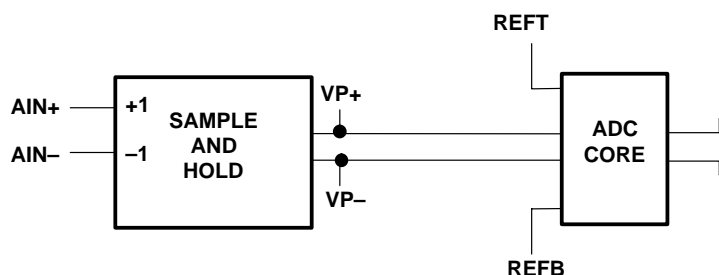 REFT
AIN+
+1
SAMPLE
AND
HOLD
AIN–
–1
VP+
VP–
ADC
CORE
REFB